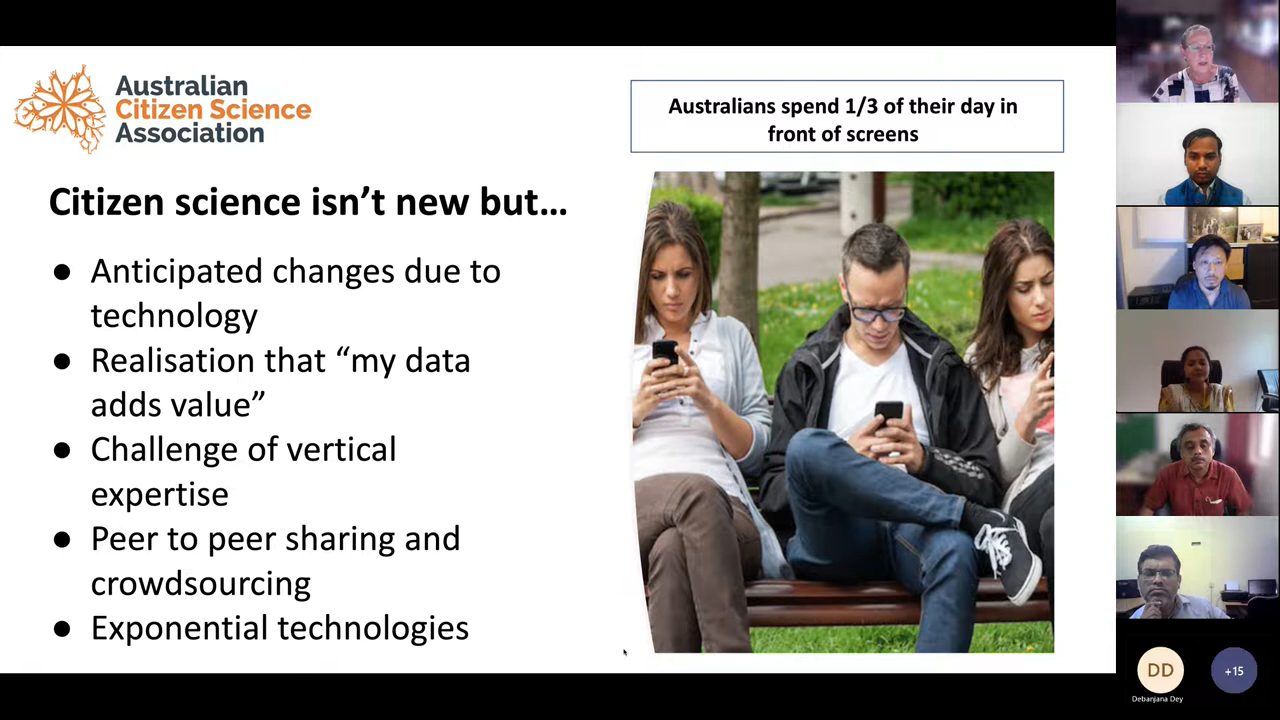 Australian
Citizen Science
Association
Australians spend 1/3 of their day in
front of screens
Citizen science isn’t new but…
● Anticipated changes due to
technology
● Realisation that “my data
adds value”
● Challenge of vertical
expertise
● Peer to peer sharing and
crowdsourcing
● Exponential technologies
DD
Debanjana Dey
+15